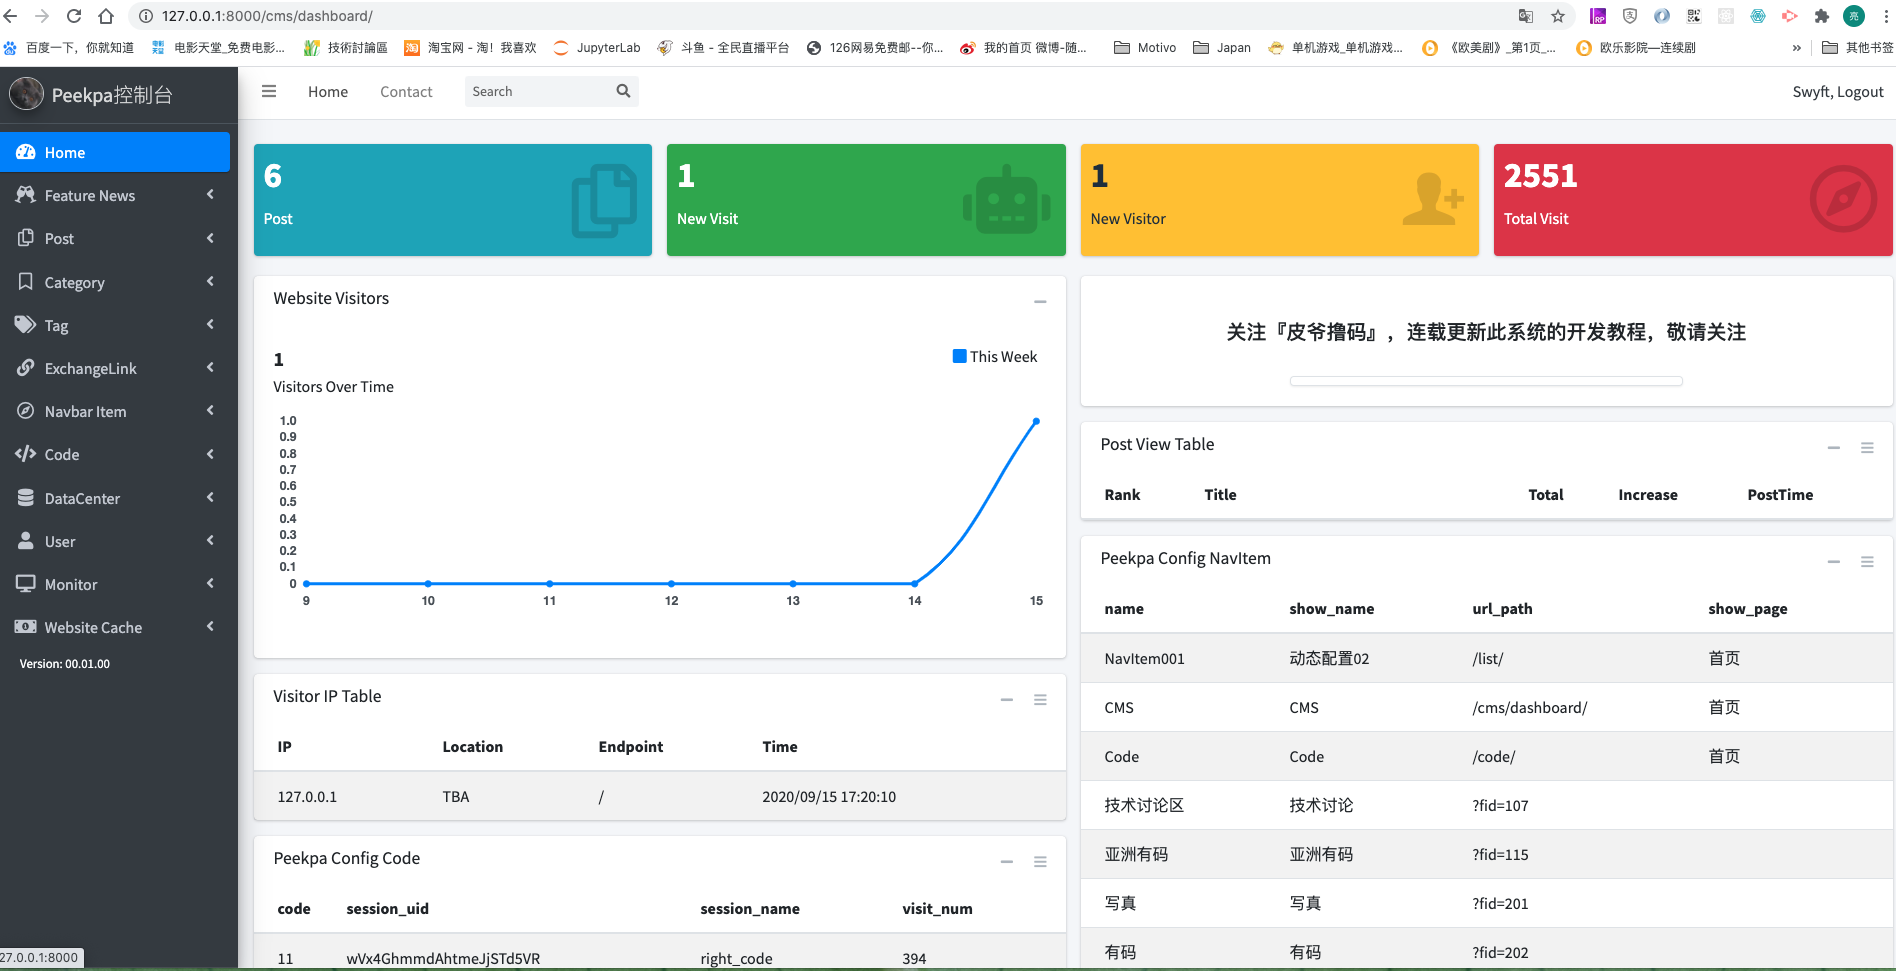 127.0.0.1:8000/cms/dashboard/
百度一下，你就知道
电影天堂_免费电影...
技術討論區
淘宝网 - 淘！我喜欢
JupyterLab
斗鱼 - 全民直播平台
126网易免费邮--你...
我的首页 微博-随...
Motivo
Japan
单机游戏_单机游戏...
《欧美剧》_第1页_...
欧乐影院—连续剧
»
其他书签
Peekpa控制台
Home
Contact
Search
Swyft, Logout
Home
Feature News
Post
Category
Tag
ExchangeLink
Navbar Item
Code
DataCenter
User
Monitor
Website Cache
Version: 00.01.00
6
Post
1
New Visit
1
New Visitor
2551
Total Visit
Website Visitors
1
Visitors Over Time
This Week
1.0
0.9
0.8
0.7
0.6
0.5
0.4
0.3
0.2
0.1
0
9 10 11 12 13 14 15
Visitor IP Table
IP Location Endpoint Time
127.0.0.1 TBA / 2020/09/15 17:20:10
Peekpa Config Code
code session_uid session_name visit_num
11 wVx4GhmmdAhtmeJjSTd5VR right_code 394
关注『皮爷撸码』，连载更新此系统的开发教程，敬请关注
Post View Table
Rank Title Total Increase PostTime
Peekpa Config NavItem
name show_name url_path show_page
NavItem001 动态配置02 /list/ 首页
CMS CMS /cms/dashboard/ 首页
Code Code /code/ 首页
技术讨论区 技术讨论 ?fid=107
亚洲有码 亚洲有码 ?fid=115
写真 写真 ?fid=201
有码 有码 ?fid=202
27.0.0.1:8000